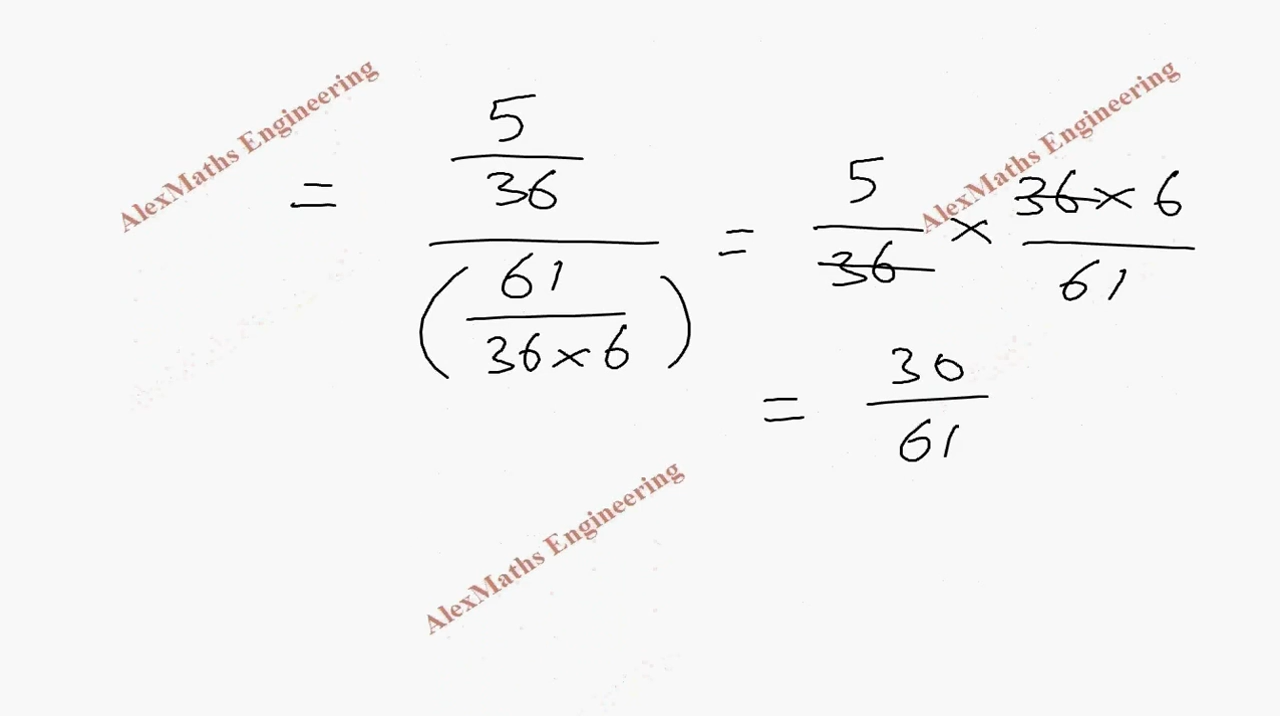 AlexMaths Engineering
AlexMaths Engineering
= 5/36 / (61/(36 × 6)) = 5/36 × (36 × 6)/61
= 30/61
AlexMaths Engineering